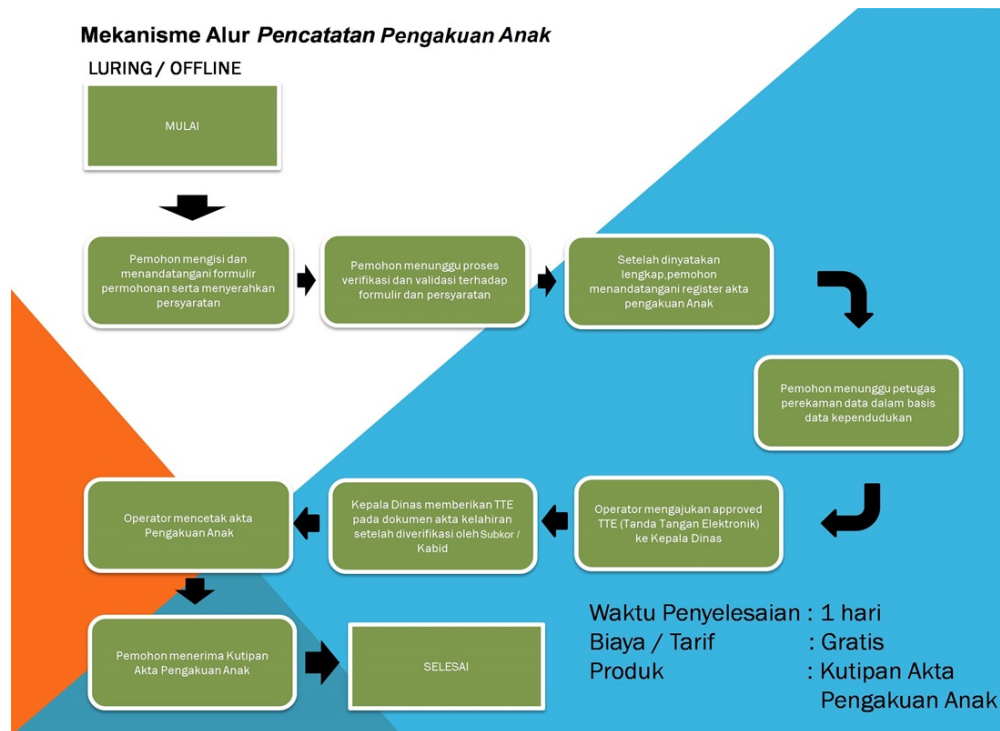 Mekanisme Alur Pencatatan Pengakuan Anak
LURING / OFFLINE
MULAI
Pemohon mengisi dan
menandatangani formulir
permohonan serta menyerahkan
persyaratan
Pemohon menunggu proses
verifikasi dan validasi terhadap
formulir dan persyaratan
Setelah dinyatakan
lengkap,pemohon
menandatangani register akta
pengakuan Anak
Pemohon menunggu petugas
perekaman data dalam basis
data kependudukan
Operator mengajukan approved
TTE (Tanda Tangan Elektronik)
ke Kepala Dinas
Kepala Dinas memberikan TTE
pada dokumen akta kelahiran
setelah diverifikasi oleh Subkor /
Kabid
Operator mencetak akta
Pengakuan Anak
Pemohon menerima Kutipan
Akta Pengakuan Anak
SELESAI
Waktu Penyelesaian : 1 hari
Biaya / Tarif : Gratis
Produk : Kutipan Akta
Pengakuan Anak